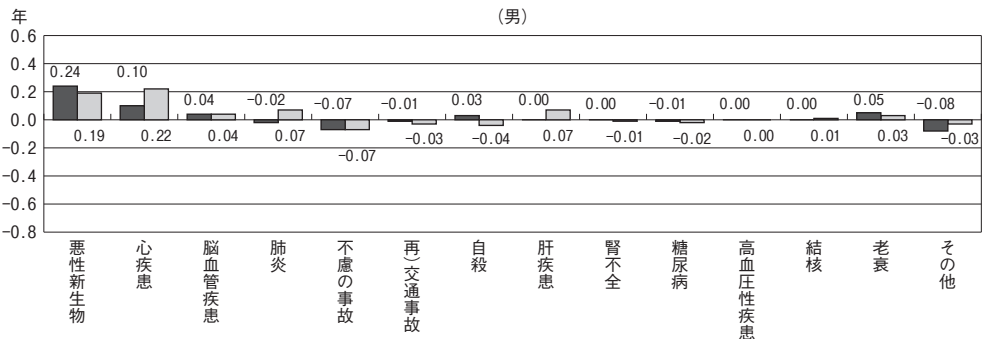 年
(男)
0.6
0.4
0.2
0.0
-0.2
-0.4
-0.6
-0.8
0.24 0.10 0.04 -0.02 -0.07 -0.01 0.03 0.00 0.00 -0.01 0.00 0.00 0.05 -0.08
0.19 0.22 0.04 0.07 -0.07 -0.03 -0.04 0.07 -0.01 -0.02 0.00 0.01 0.03 -0.03
悪性新生物
心疾患
脳血管疾患
肺炎
不慮の事故
再)交通事故
自殺
肝疾患
腎不全
糖尿病
高血圧性疾患
結核
老衰
その他